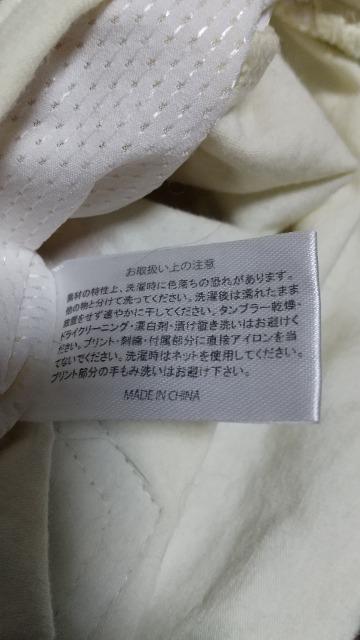 お取扱い上の注意
素材の特性上、洗濯時に色落ちの恐れがあります。
他の物と分けて洗ってください。洗濯後は濡れたまま
放置をせず速やかに干してください。タンブラー乾燥・
ドライクリーニング・漂白剤・漬け置き洗いはお避けく
ださい。プリント・刺繍・付属部分に直接アイロンを当
てないでください。洗濯時はネットを使用してください。
プリント部分の手もみ洗いはお避け下さい。
MADE IN CHINA